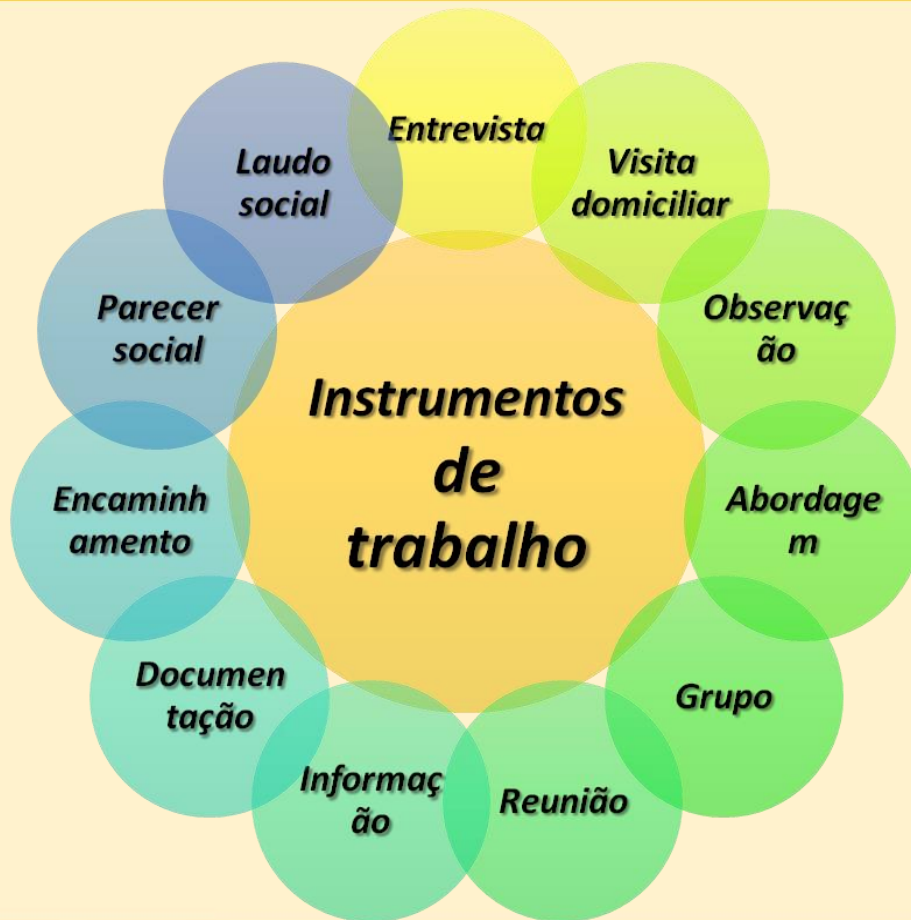 Entrevista
Visita
domiciliar
Observaç
ão
Abordage
m
Grupo
Reunião
Informaç
ão
Documen
tação
Encaminh
amento
Parecer
social
Laudo
social
Instrumentos
de
trabalho